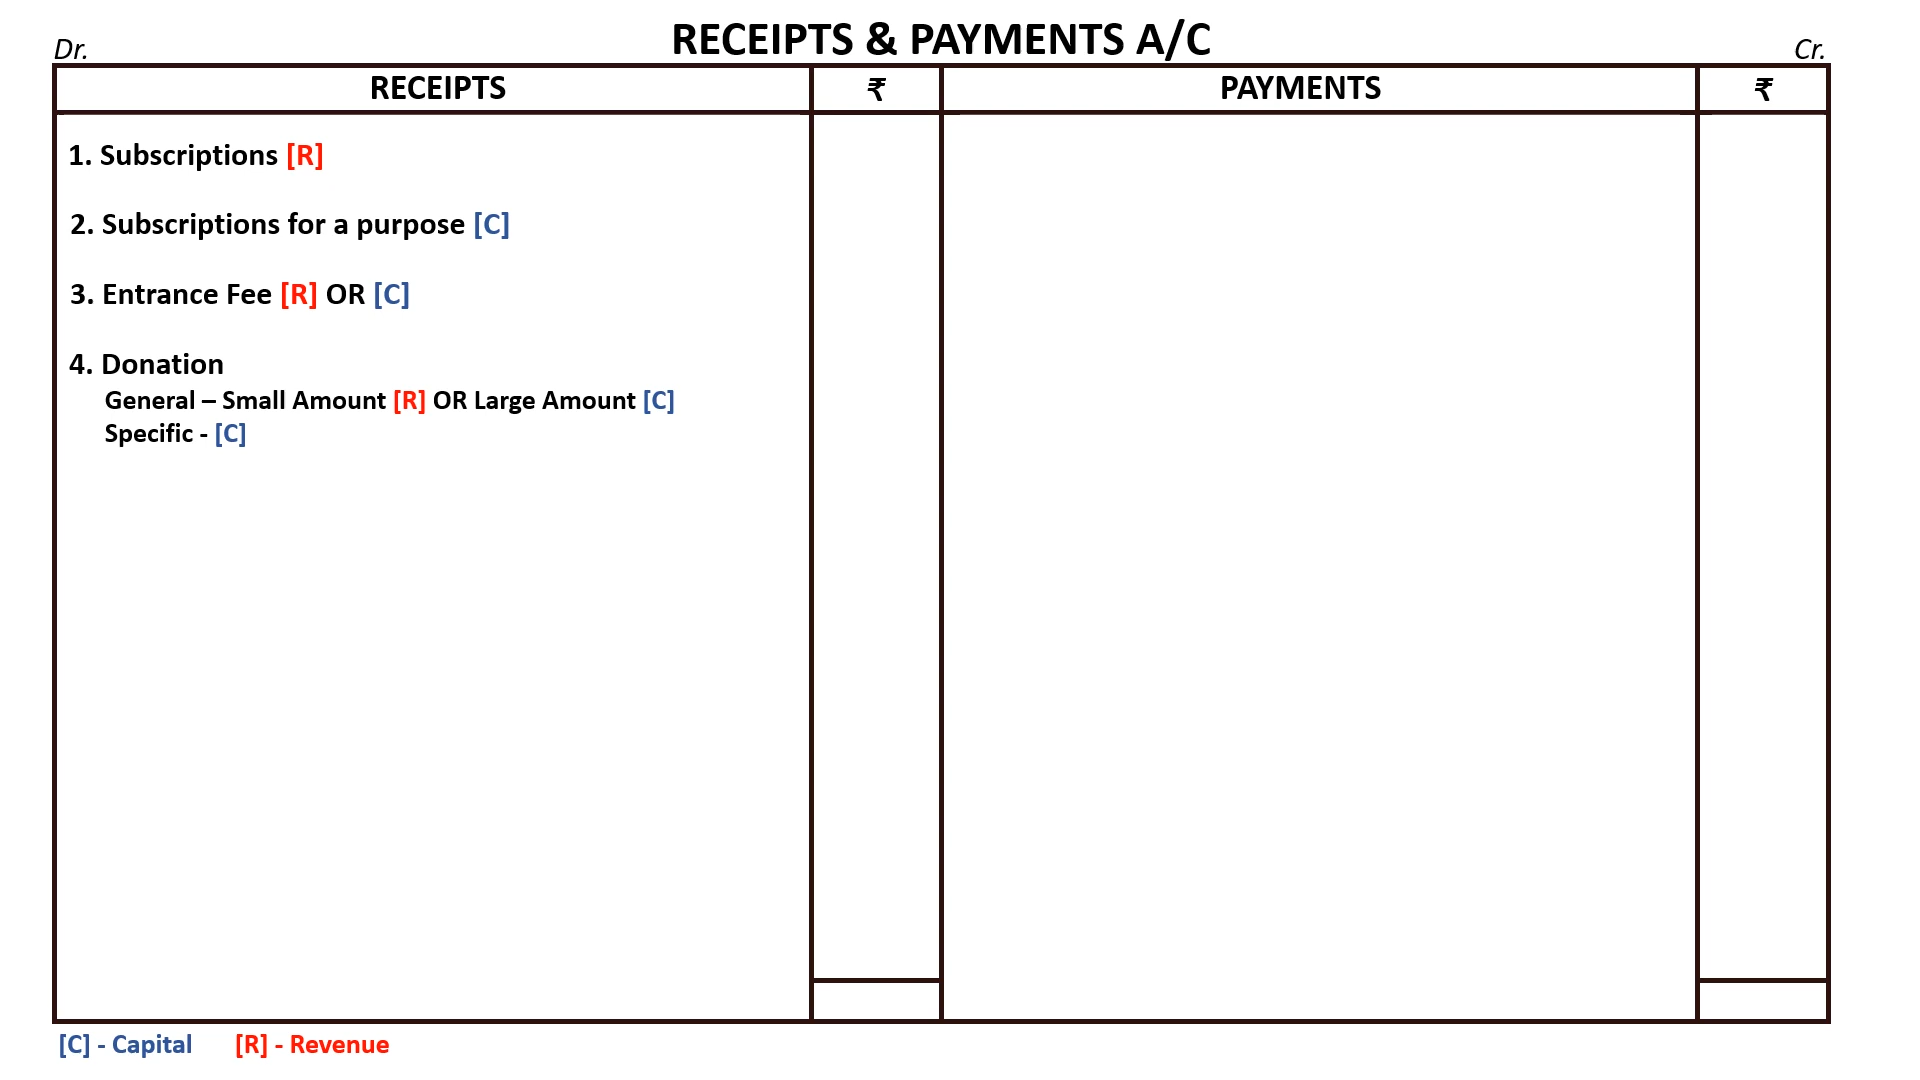 RECEIPTS & PAYMENTS A/C
Dr.
Cr.
RECEIPTS
₹
PAYMENTS
₹
1. Subscriptions [R]
2. Subscriptions for a purpose [C]
3. Entrance Fee [R] OR [C]
4. Donation
General – Small Amount [R] OR Large Amount [C]
Specific - [C]
[C] - Capital [R] - Revenue